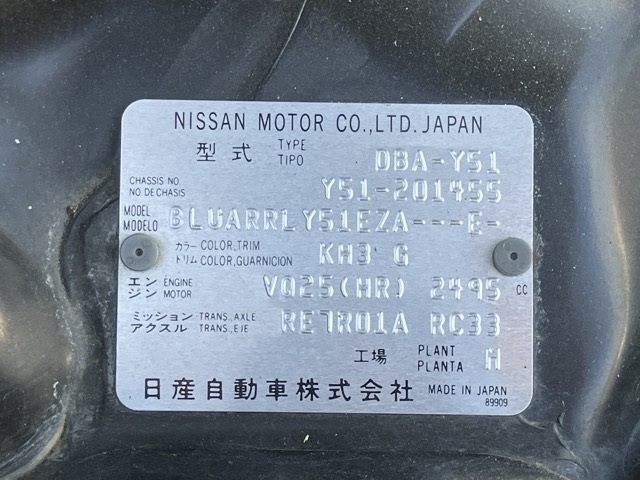 NISSAN MOTOR CO.,LTD. JAPAN
型式 TYPE TIPO DBA-Y51
CHASSIS NO. NO. DE CHASIS Y51-201455
MODEL MODELO BLUARRLY51EZA---E-
カラー COLOR, TRIM
トリム COLOR, GUARNICION KH3 G
エンジン ENGINE MOTOR VQ25(HR) 2495 CC
ミッション TRANS., AXLE
アクスル TRANS., EJE RE7R01A RC33
工場 PLANT PLANTA M
日産自動車株式会社 MADE IN JAPAN
89909